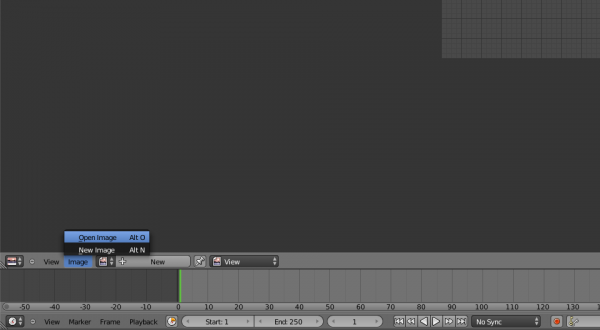 Open Image Alt O
New Image Alt N
View Image New View
-50 -40 -30 -20 -10 0 10 20 30 40 50 60 70 80 90 100 110 120 130
View Marker Frame Playback Start: 1 End: 250 1 No Sync